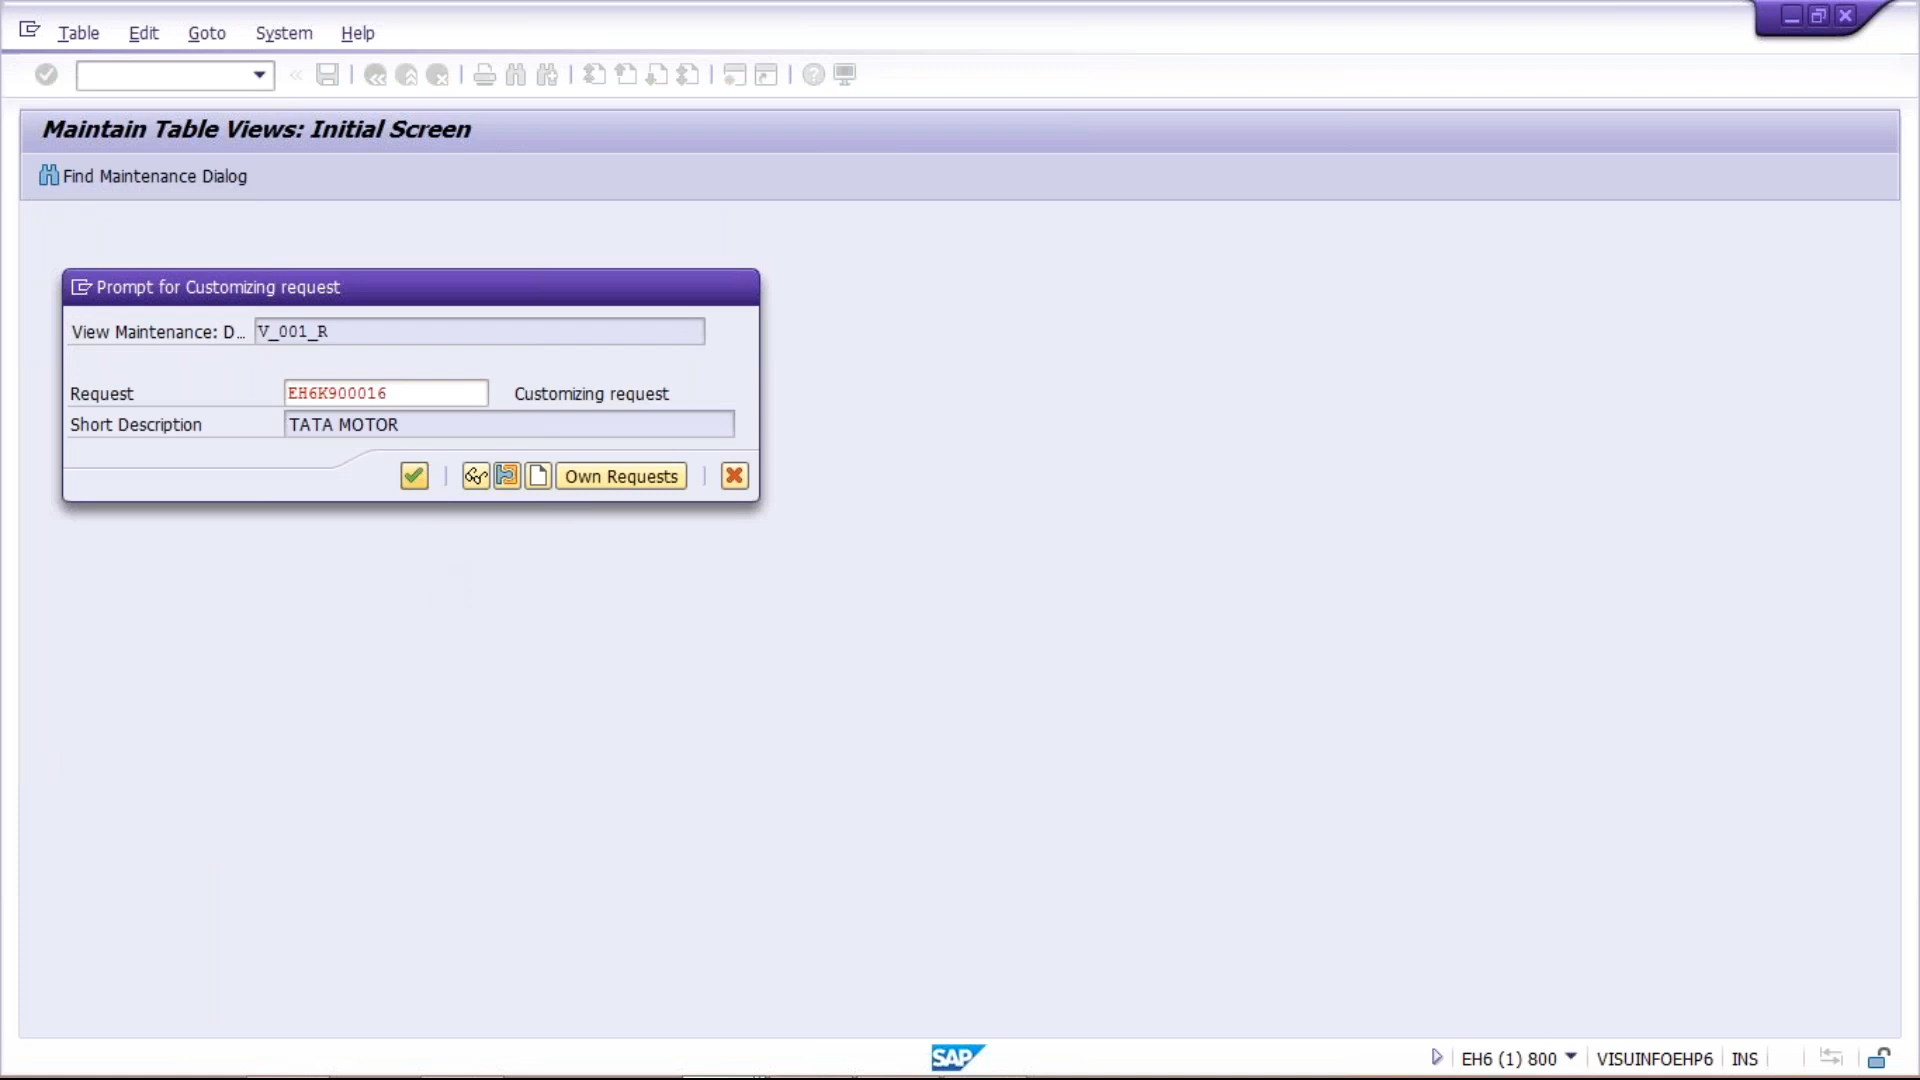 Table Edit Goto System Help
Maintain Table Views: Initial Screen
Find Maintenance Dialog
Prompt for Customizing request
View Maintenance: D... V_001_R
Request EH6K900016 Customizing request
Short Description TATA MOTOR
Own Requests
SAP EH6 (1) 800 VISUINFOEHP6 INS